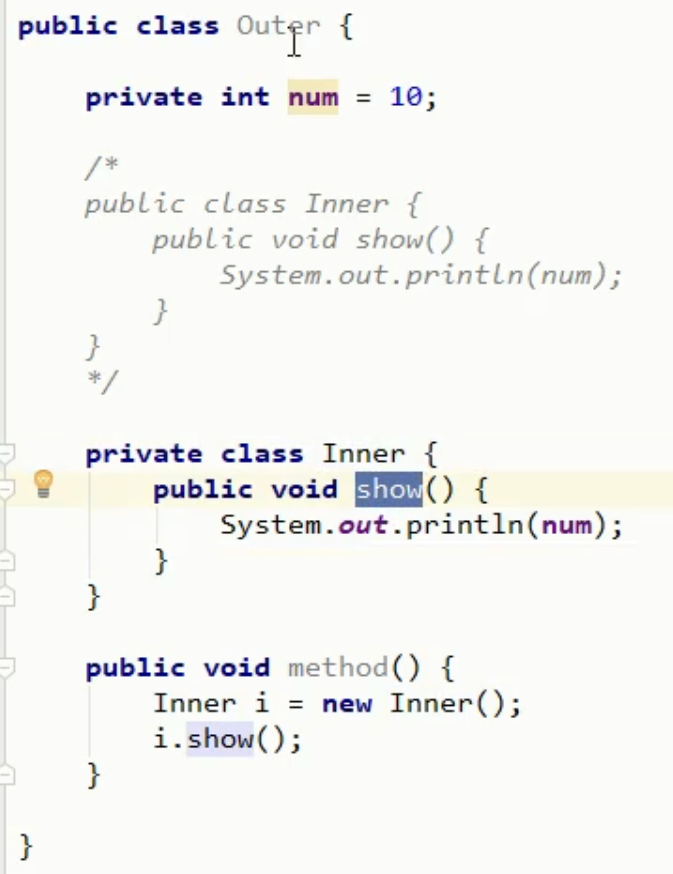 public class Outer {
private int num = 10;
/*
public class Inner {
public void show() {
System.out.println(num);
}
}
*/
private class Inner {
public void show() {
System.out.println(num);
}
}
public void method() {
Inner i = new Inner();
i.show();
}
}